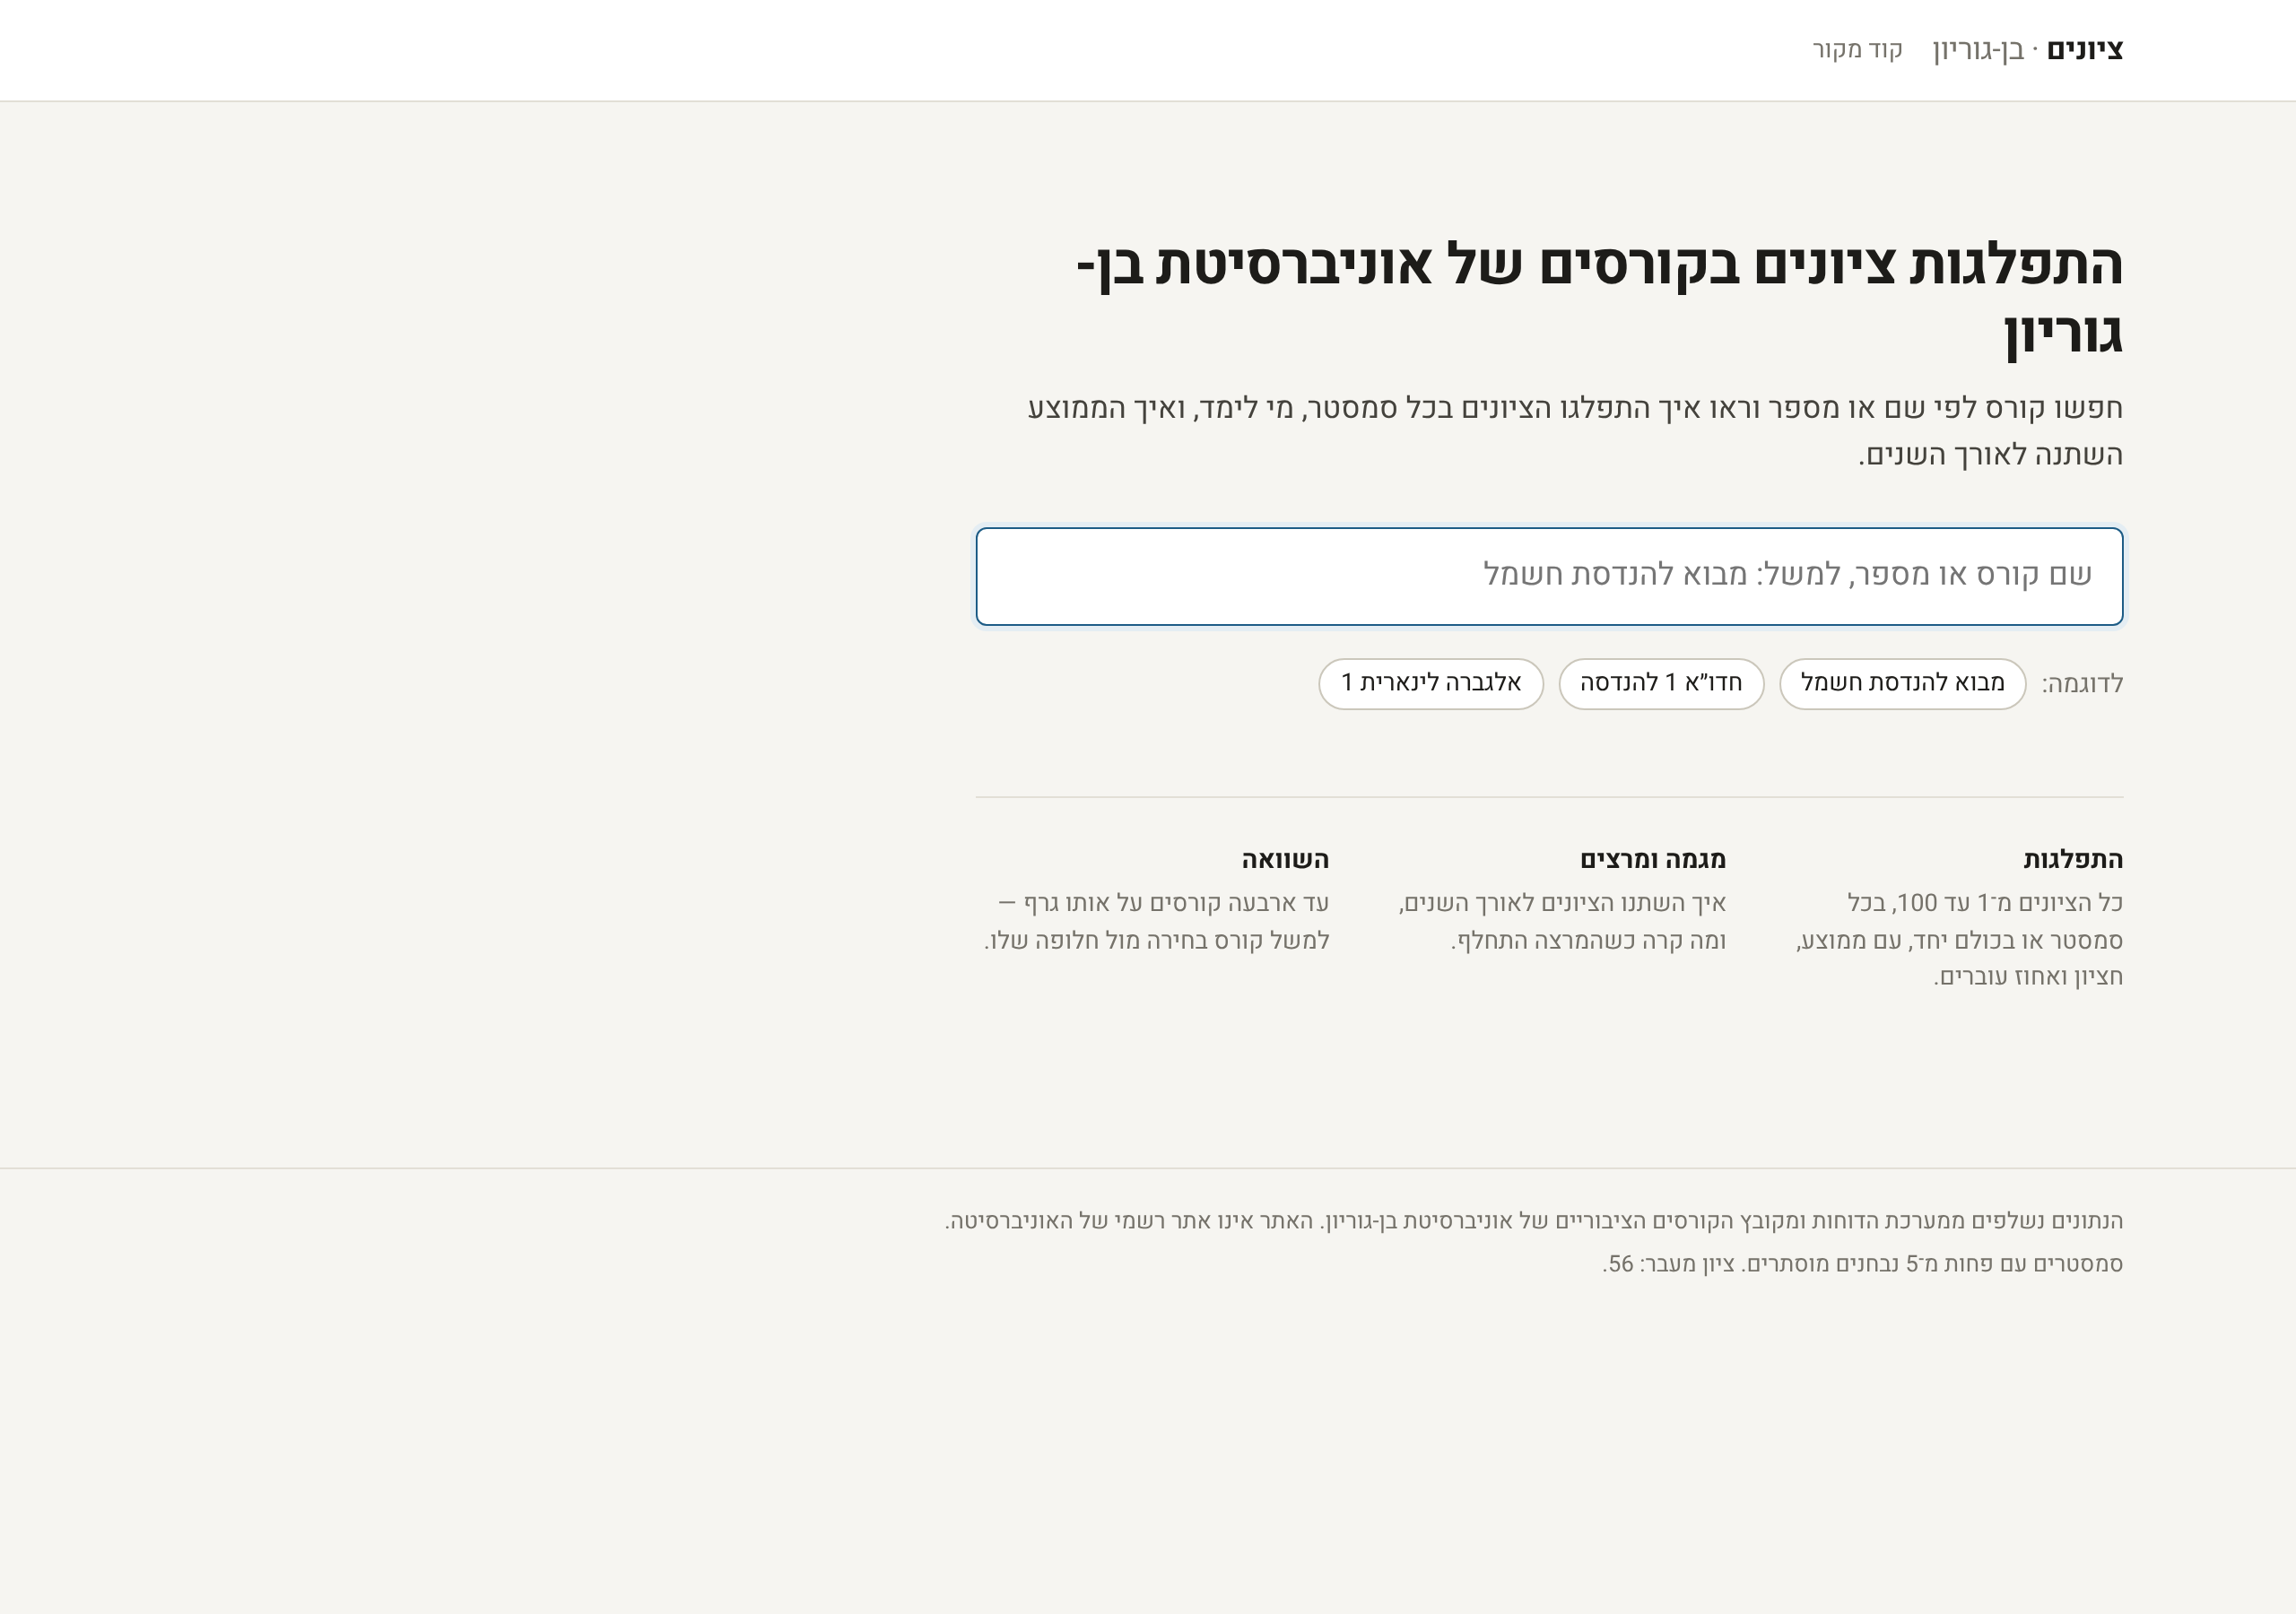 ציונים · בן-גוריון קוד מקור
התפלגות ציונים בקורסים של אוניברסיטת בן-
גוריון
חפשו קורס לפי שם או מספר וראו איך התפלגו הציונים בכל סמסטר, מי לימד, ואיך הממוצע
השתנה לאורך השנים.
שם קורס או מספר, למשל: מבוא להנדסת חשמל
לדוגמה: מבוא להנדסת חשמל חדו״א 1 להנדסה אלגברה לינארית 1
התפלגות
כל הציונים מ־1 עד 100, בכל
סמסטר או בכולם יחד, עם ממוצע,
חציון ואחוז עוברים.
מגמה ומרצים
איך השתנו הציונים לאורך השנים,
ומה קרה כשהמרצה התחלף.
השוואה
עד ארבעה קורסים על אותו גרף —
למשל קורס בחירה מול חלופה שלו.
הנתונים נשלפים ממערכת הדוחות ומקובץ הקורסים הציבוריים של אוניברסיטת בן-גוריון. האתר אינו אתר רשמי של האוניברסיטה.
סמסטרים עם פחות מ־5 נבחנים מוסתרים. ציון מעבר: 56.